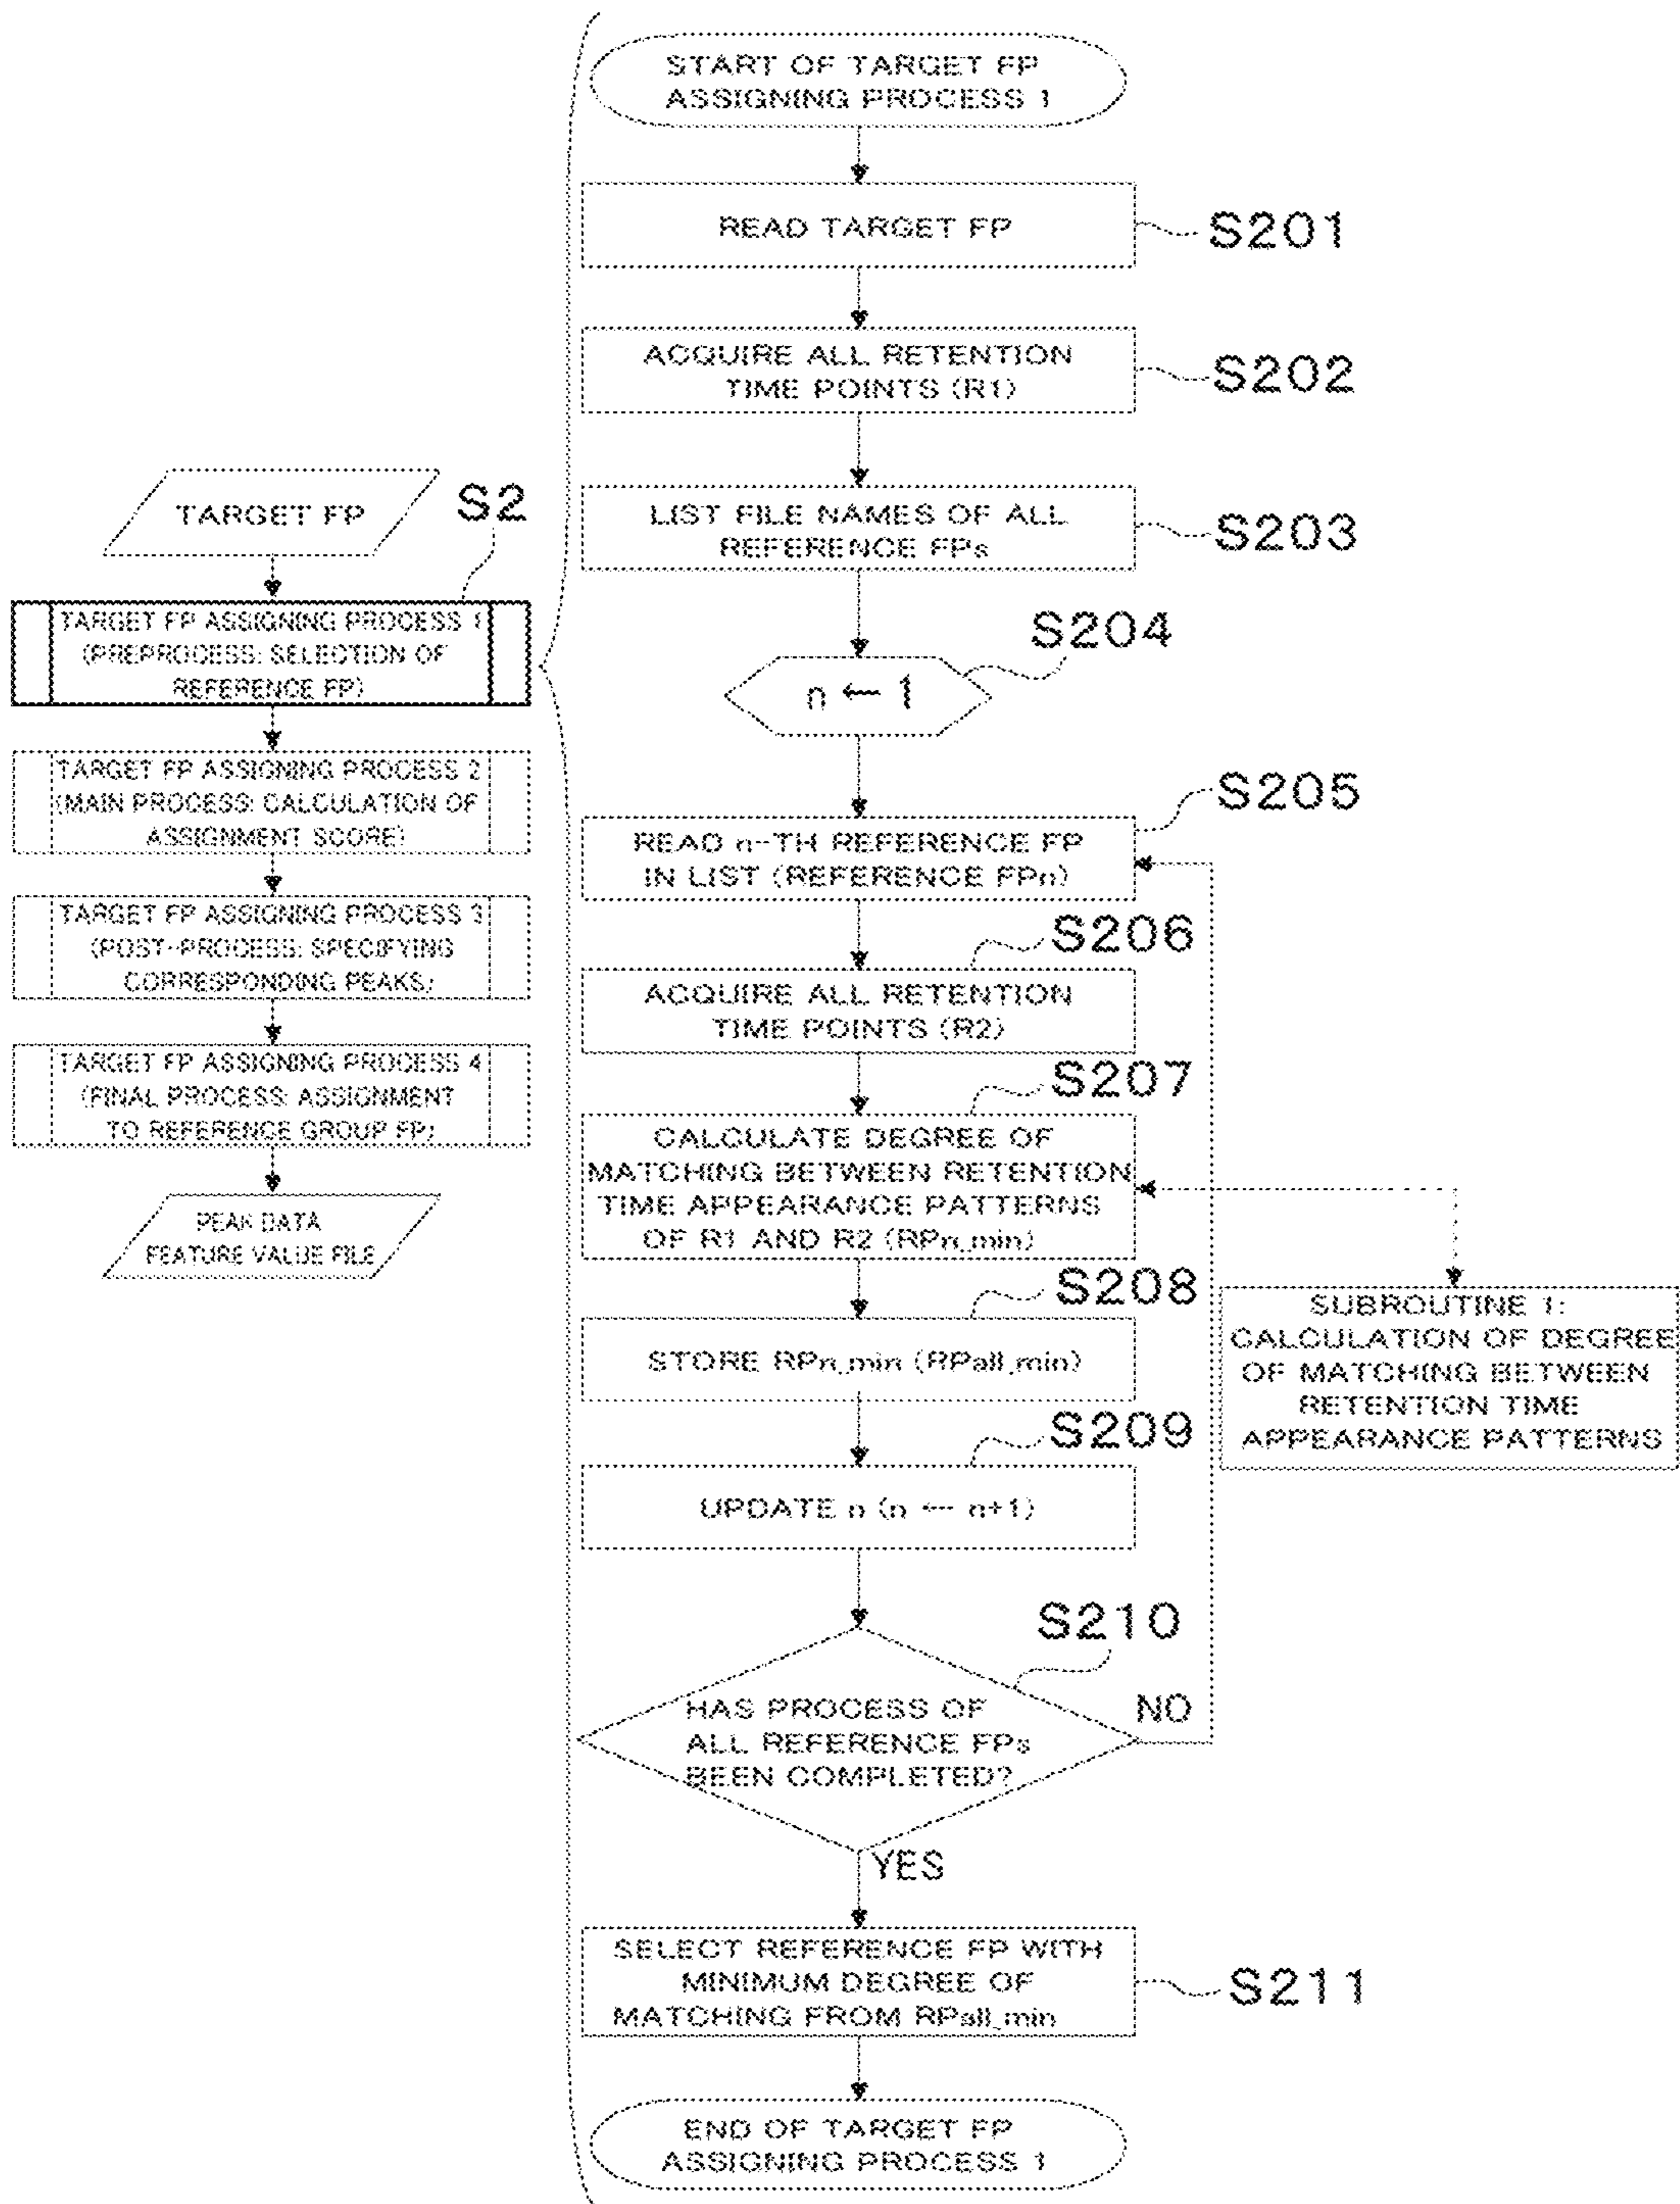 TARGET FP
S2
TARGET FP ASSIGNING PROCESS 1
(PREPROCESS: SELECTION OF
REFERENCE FP)
TARGET FP ASSIGNING PROCESS 2
(MAIN PROCESS: CALCULATION OF
ASSIGNMENT SCORE)
TARGET FP ASSIGNING PROCESS 3
(POST-PROCESS: SPECIFYING
CORRESPONDING PEAKS)
TARGET FP ASSIGNING PROCESS 4
(FINAL PROCESS: ASSIGNMENT
TO REFERENCE GROUP FP)
PEAK DATA
FEATURE VALUE FILE
START OF TARGET FP
ASSIGNING PROCESS 1
READ TARGET FP
S201
ACQUIRE ALL RETENTION
TIME POINTS (R1)
S202
LIST FILE NAMES OF ALL
REFERENCE FPs
S203
S204
n ← 1
S205
READ n-TH REFERENCE FP
IN LIST (REFERENCE FPn)
S206
ACQUIRE ALL RETENTION
TIME POINTS (R2)
S207
CALCULATE DEGREE OF
MATCHING BETWEEN RETENTION
TIME APPEARANCE PATTERNS
OF R1 AND R2 (RPn_min)
SUBROUTINE 1:
CALCULATION OF DEGREE
OF MATCHING BETWEEN
RETENTION TIME
APPEARANCE PATTERNS
S208
STORE RPn_min (RPall_min)
S209
UPDATE n (n ← n+1)
S210
HAS PROCESS OF
ALL REFERENCE FPs
BEEN COMPLETED?
NO
YES
SELECT REFERENCE FP WITH
MINIMUM DEGREE OF
MATCHING FROM RPall_min
S211
END OF TARGET FP
ASSIGNING PROCESS 1